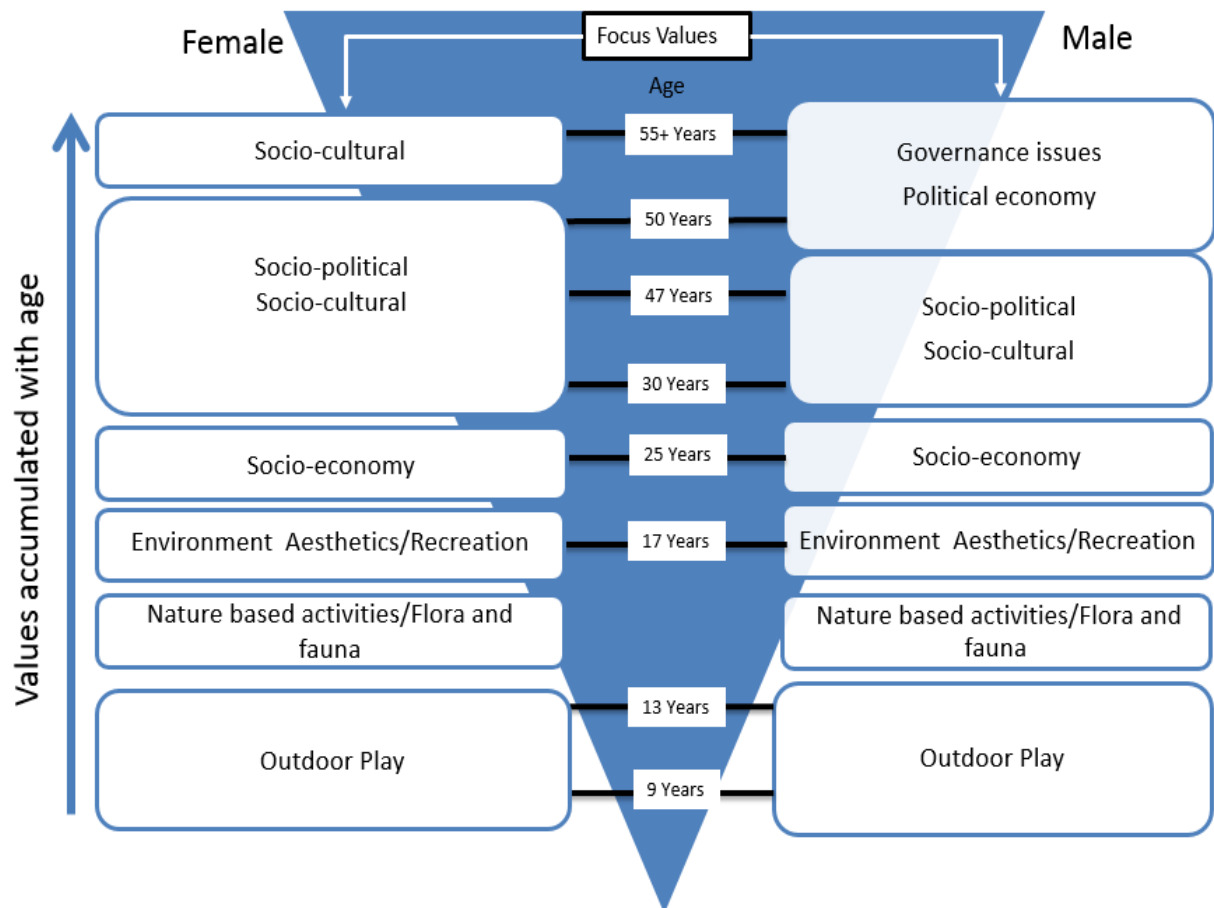 Female
Focus Values
Male
Age
Values accumulated with age
Socio-cultural
55+ Years
Governance issues
Political economy
50 Years
Socio-political
Socio-cultural
47 Years
Socio-political
Socio-cultural
30 Years
Socio-economy
25 Years
Socio-economy
Environment Aesthetics/Recreation
17 Years
Environment Aesthetics/Recreation
Nature based activities/Flora and
fauna
Nature based activities/Flora and
fauna
13 Years
Outdoor Play
Outdoor Play
9 Years